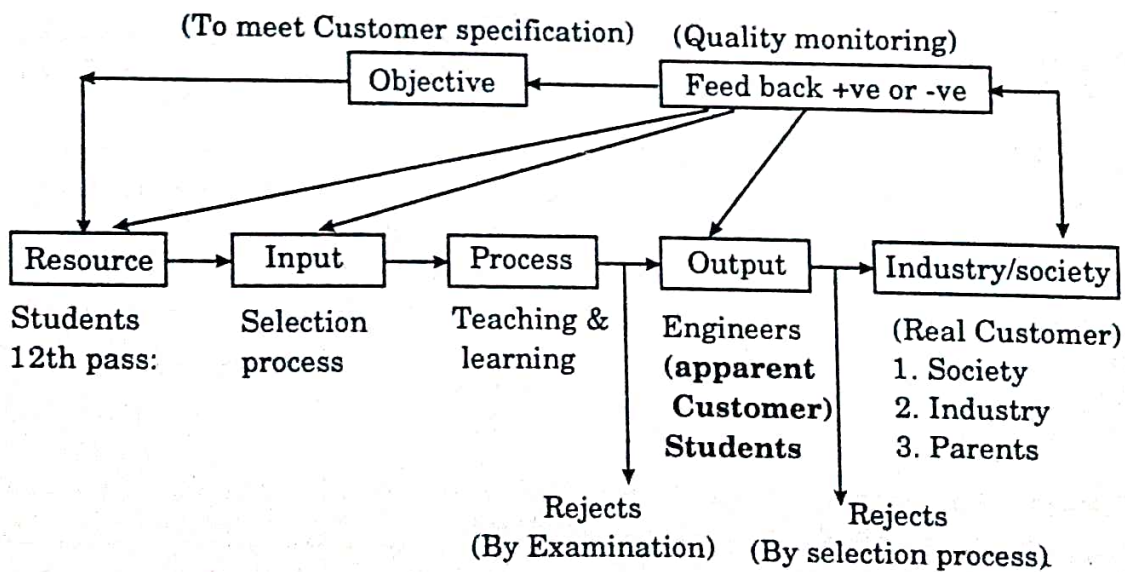 (To meet Customer specification)
(Quality monitoring)
Objective
Feed back +ve or -ve
Resource
Input
Process
Output
Industry/society
Students
12th pass:
Selection
process
Teaching &
learning
Engineers
(apparent
Customer)
Students
(Real Customer)
1. Society
2. Industry
3. Parents
Rejects
(By Examination)
Rejects
(By selection process)